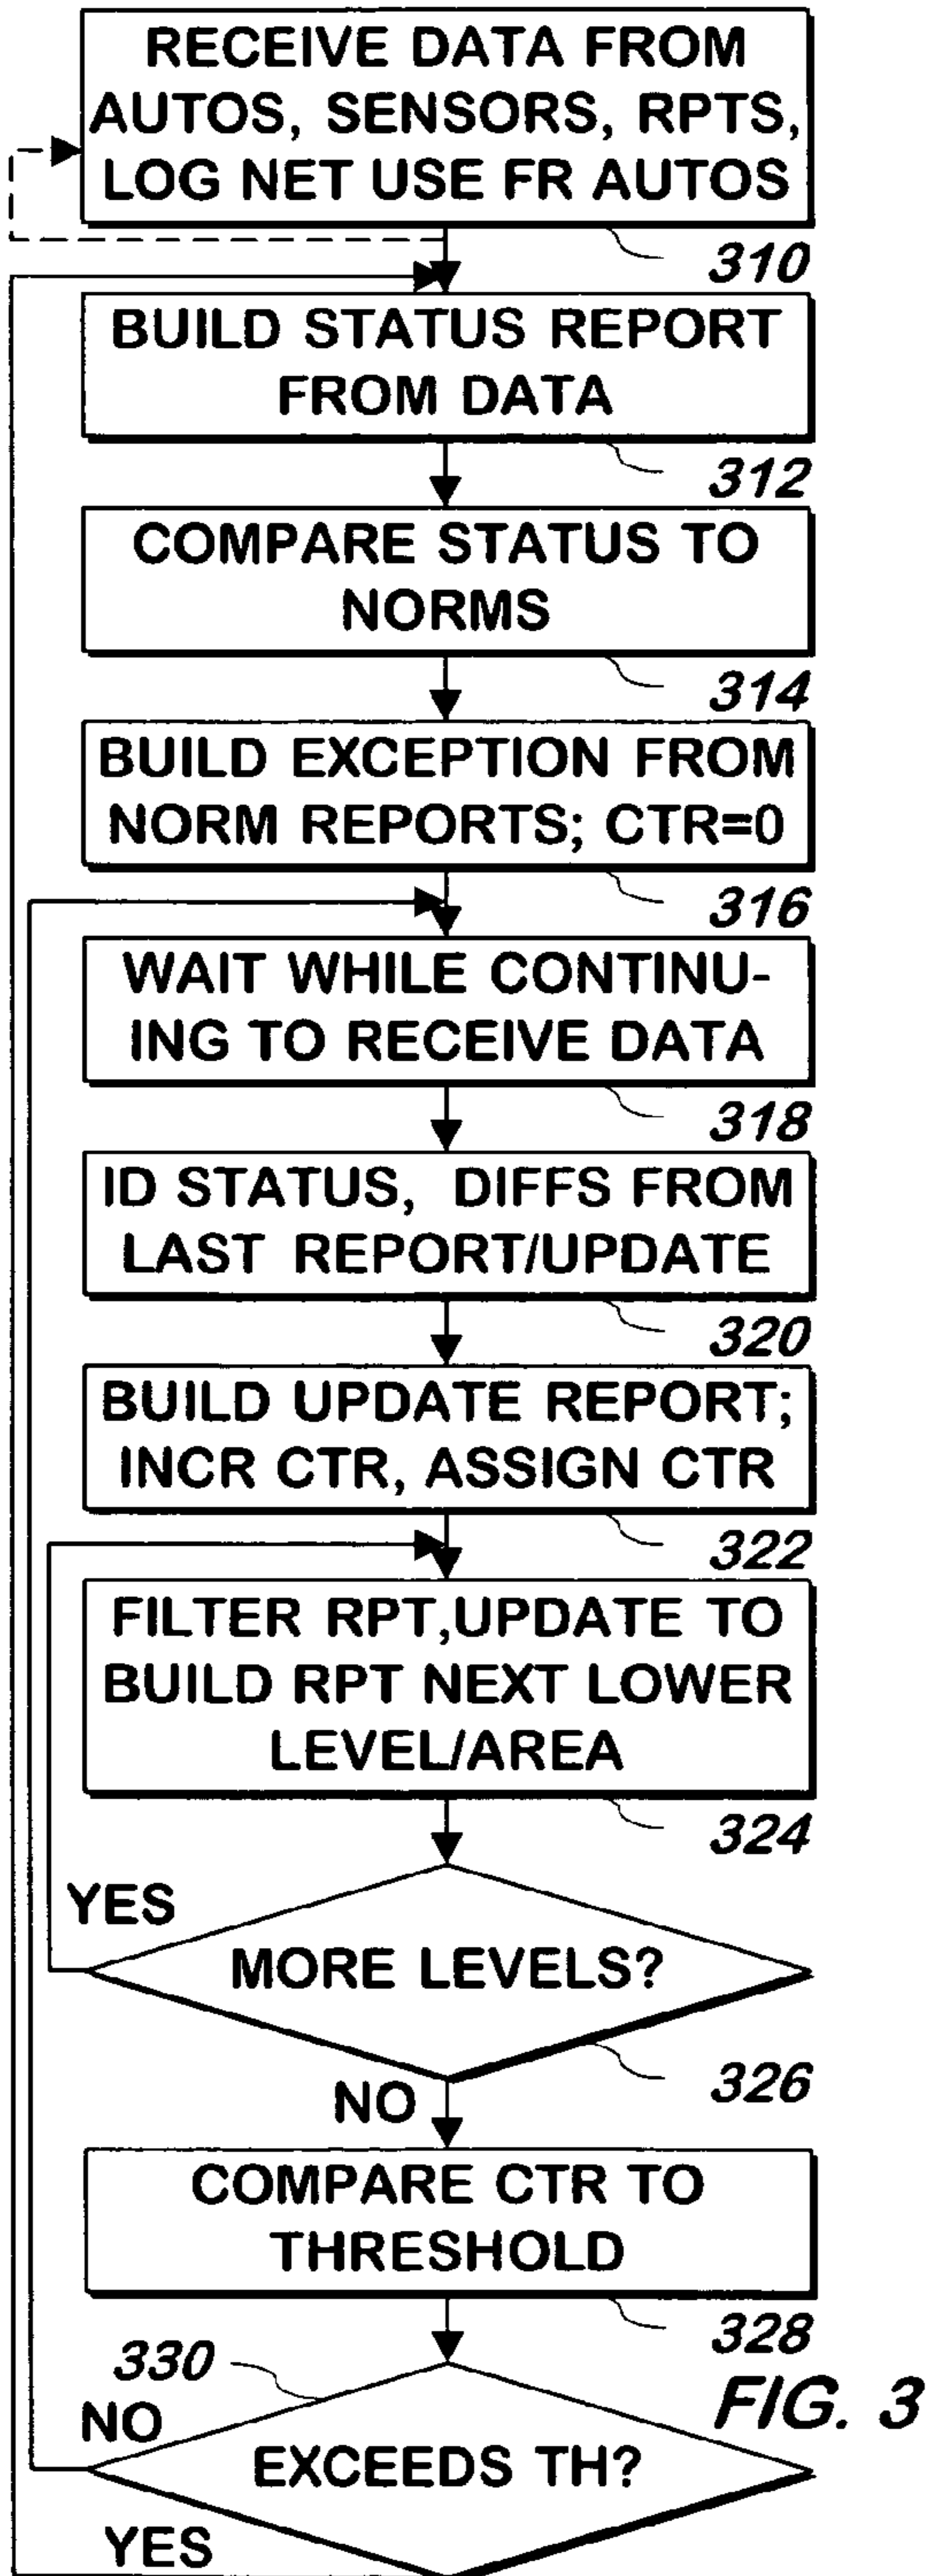 RECEIVE DATA FROM
AUTOS, SENSORS, RPTS,
LOG NET USE FR AUTOS
310
BUILD STATUS REPORT
FROM DATA
312
COMPARE STATUS TO
NORMS
314
BUILD EXCEPTION FROM
NORM REPORTS; CTR=0
316
WAIT WHILE CONTINU-
ING TO RECEIVE DATA
318
ID STATUS, DIFFS FROM
LAST REPORT/UPDATE
320
BUILD UPDATE REPORT;
INCR CTR, ASSIGN CTR
322
FILTER RPT,UPDATE TO
BUILD RPT NEXT LOWER
LEVEL/AREA
324
YES
MORE LEVELS?
326
NO
COMPARE CTR TO
THRESHOLD
328
330
FIG. 3
NO
EXCEEDS TH?
YES